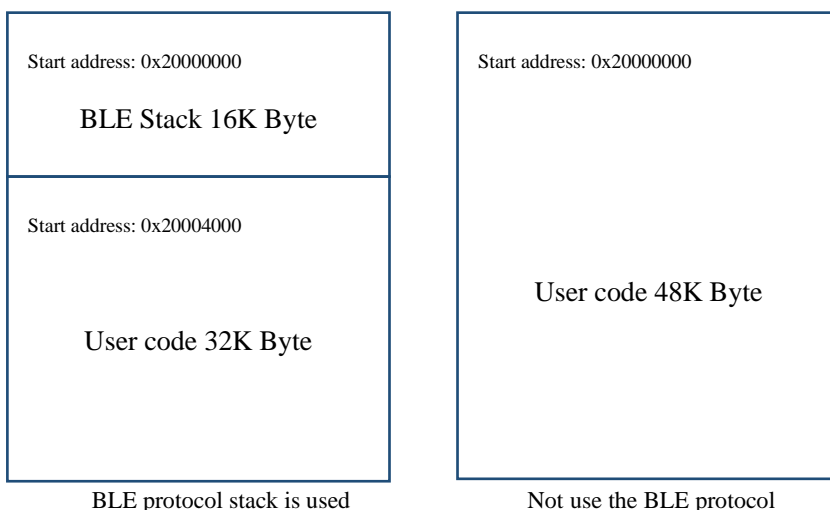 Start address: 0x20000000
BLE Stack 16K Byte
Start address: 0x20004000
User code 32K Byte
BLE protocol stack is used
Start address: 0x20000000
User code 48K Byte
Not use the BLE protocol